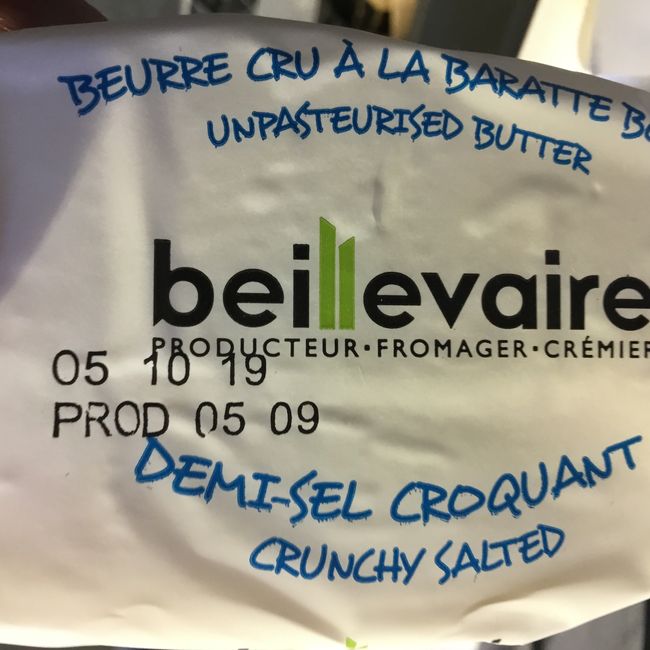 BEURRE CRU À LA BARATTE
UNPASTEURISED BUTTER
beillevaire
PRODUCTEUR•FROMAGER•CRÉMIER
05 10 19
PROD 05 09
DEMI-SEL CROQUANT
CRUNCHY SALTED